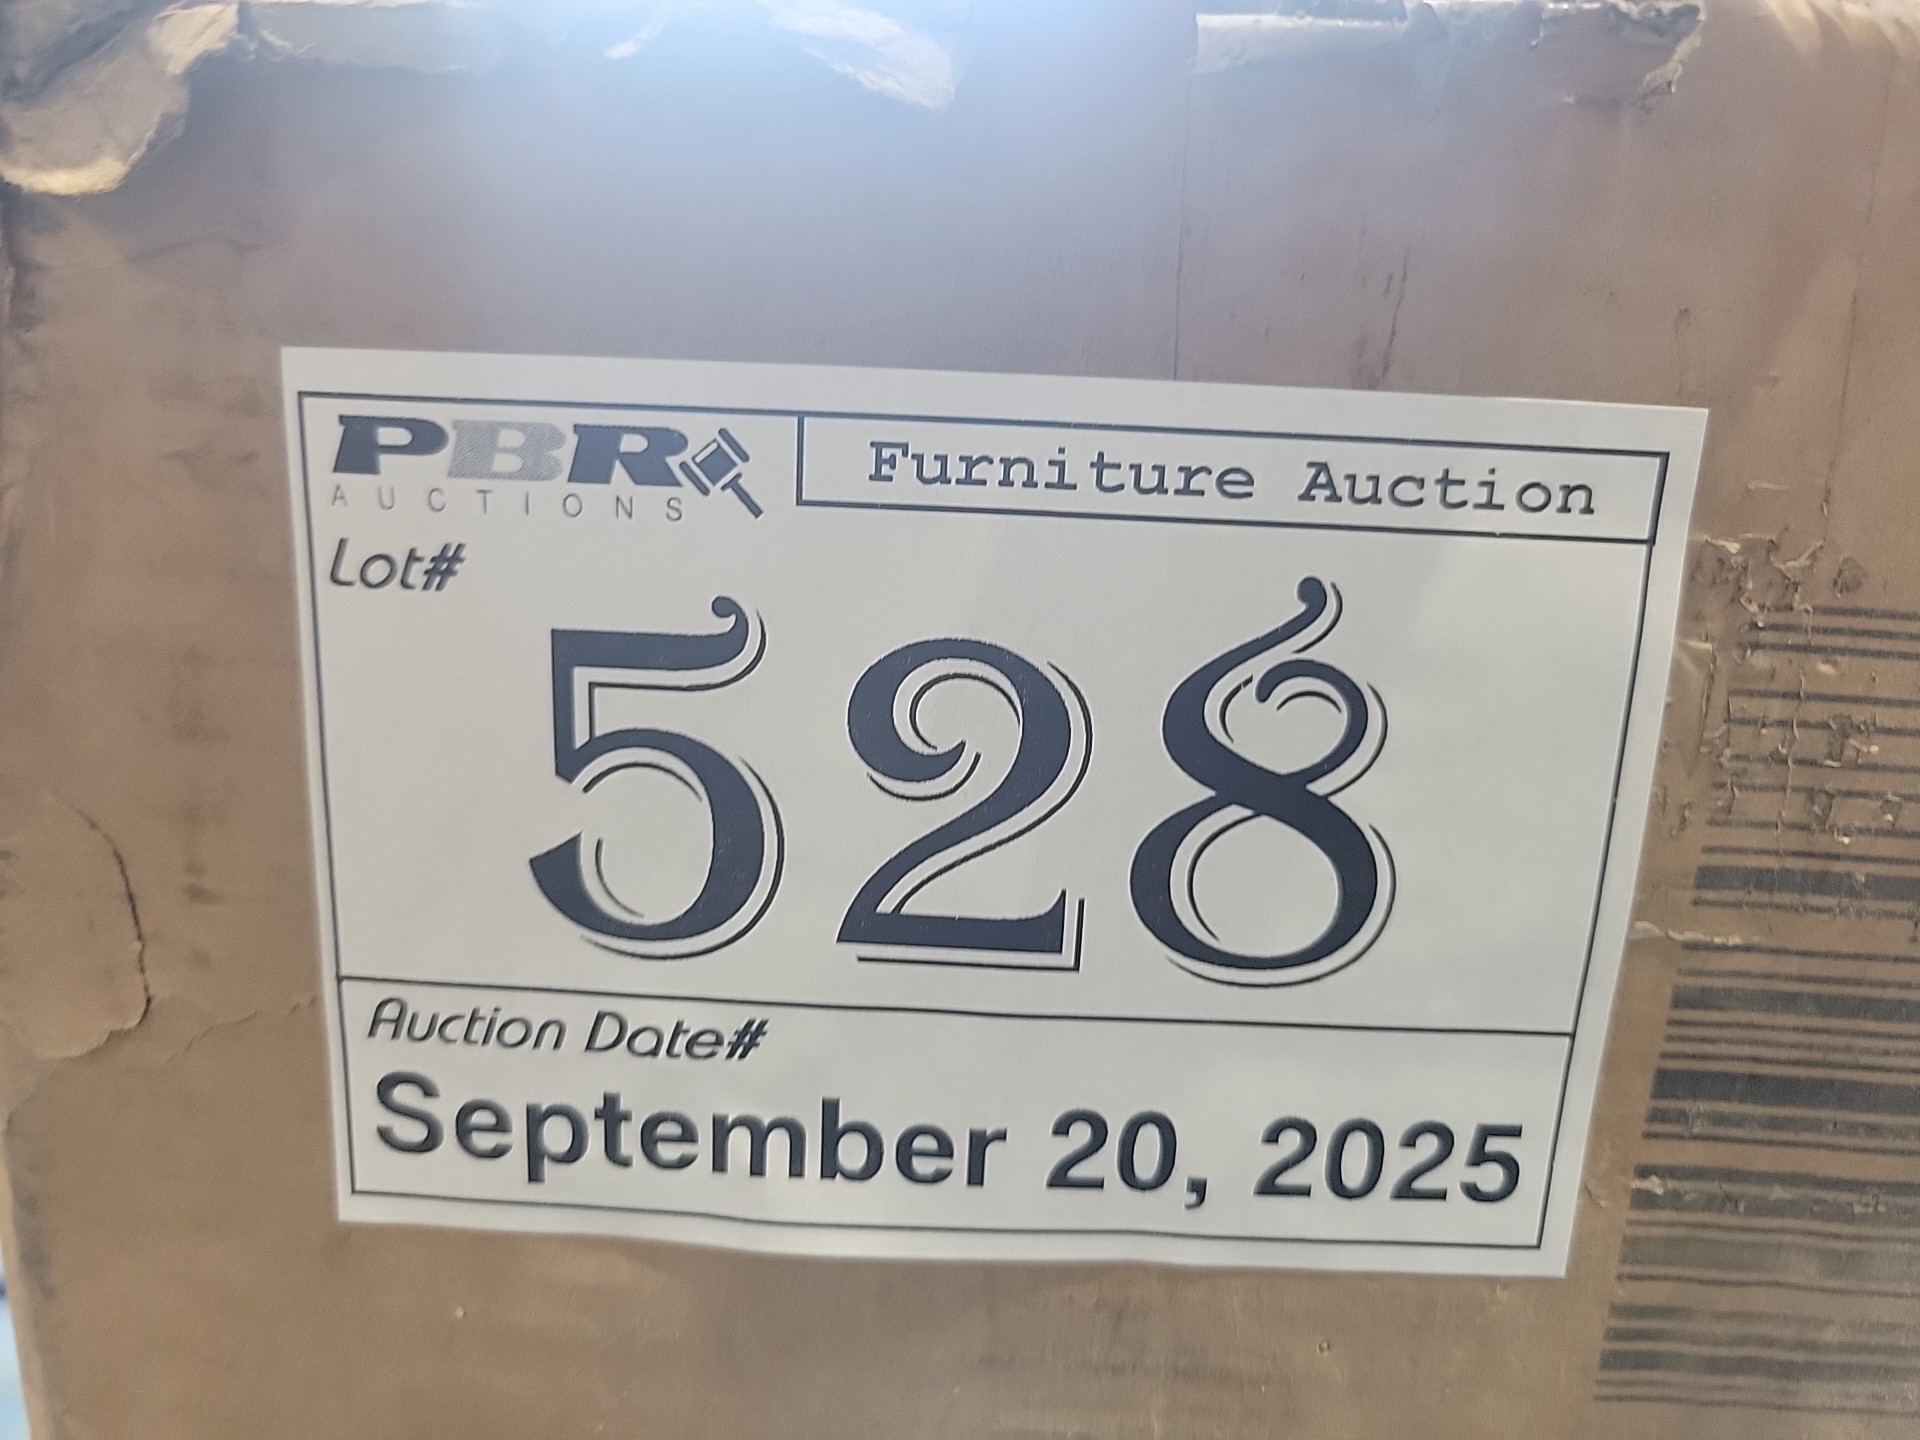 PBR
AUCTIONS
Furniture Auction
Lot#
528
Auction Date#
September 20, 2025